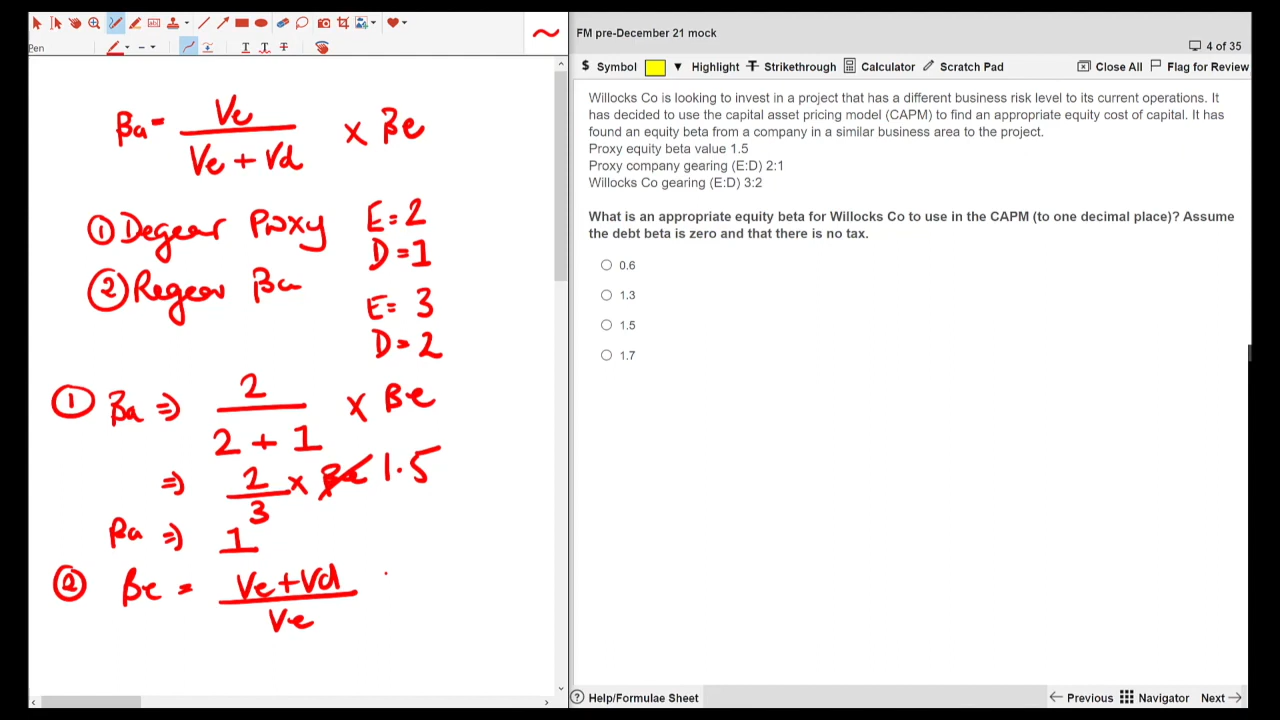 Pen
βa = Ve / Ve + Vd × βe
① Degear Proxy E = 2
D = 1
② Regear βa
E = 3
D = 2
① βa ⇒ 2 / 2 + 1 × βe
⇒ 2/3 × βe 1.5
βa ⇒ 1
② βe = Ve + Vd / Ve
FM pre-December 21 mock
4 of 35
$ Symbol ▼ Highlight Strikethrough Calculator Scratch Pad Close All Flag for Review
Willocks Co is looking to invest in a project that has a different business risk level to its current operations. It
has decided to use the capital asset pricing model (CAPM) to find an appropriate equity cost of capital. It has
found an equity beta from a company in a similar business area to the project.
Proxy equity beta value 1.5
Proxy company gearing (E:D) 2:1
Willocks Co gearing (E:D) 3:2
What is an appropriate equity beta for Willocks Co to use in the CAPM (to one decimal place)? Assume
the debt beta is zero and that there is no tax.
0.6
1.3
1.5
1.7
Help/Formulae Sheet Previous Navigator Next